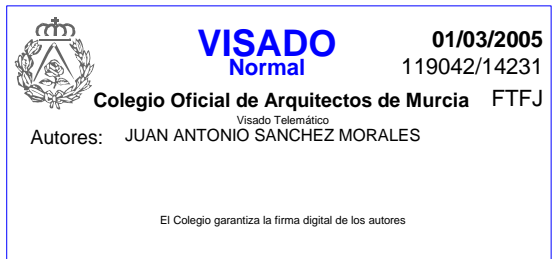 VISADO
01/03/2005
Normal
119042/14231
Colegio Oficial de Arquitectos de Murcia FTFJ
Visado Telemático
Autores: JUAN ANTONIO SANCHEZ MORALES
El Colegio garantiza la firma digital de los autores